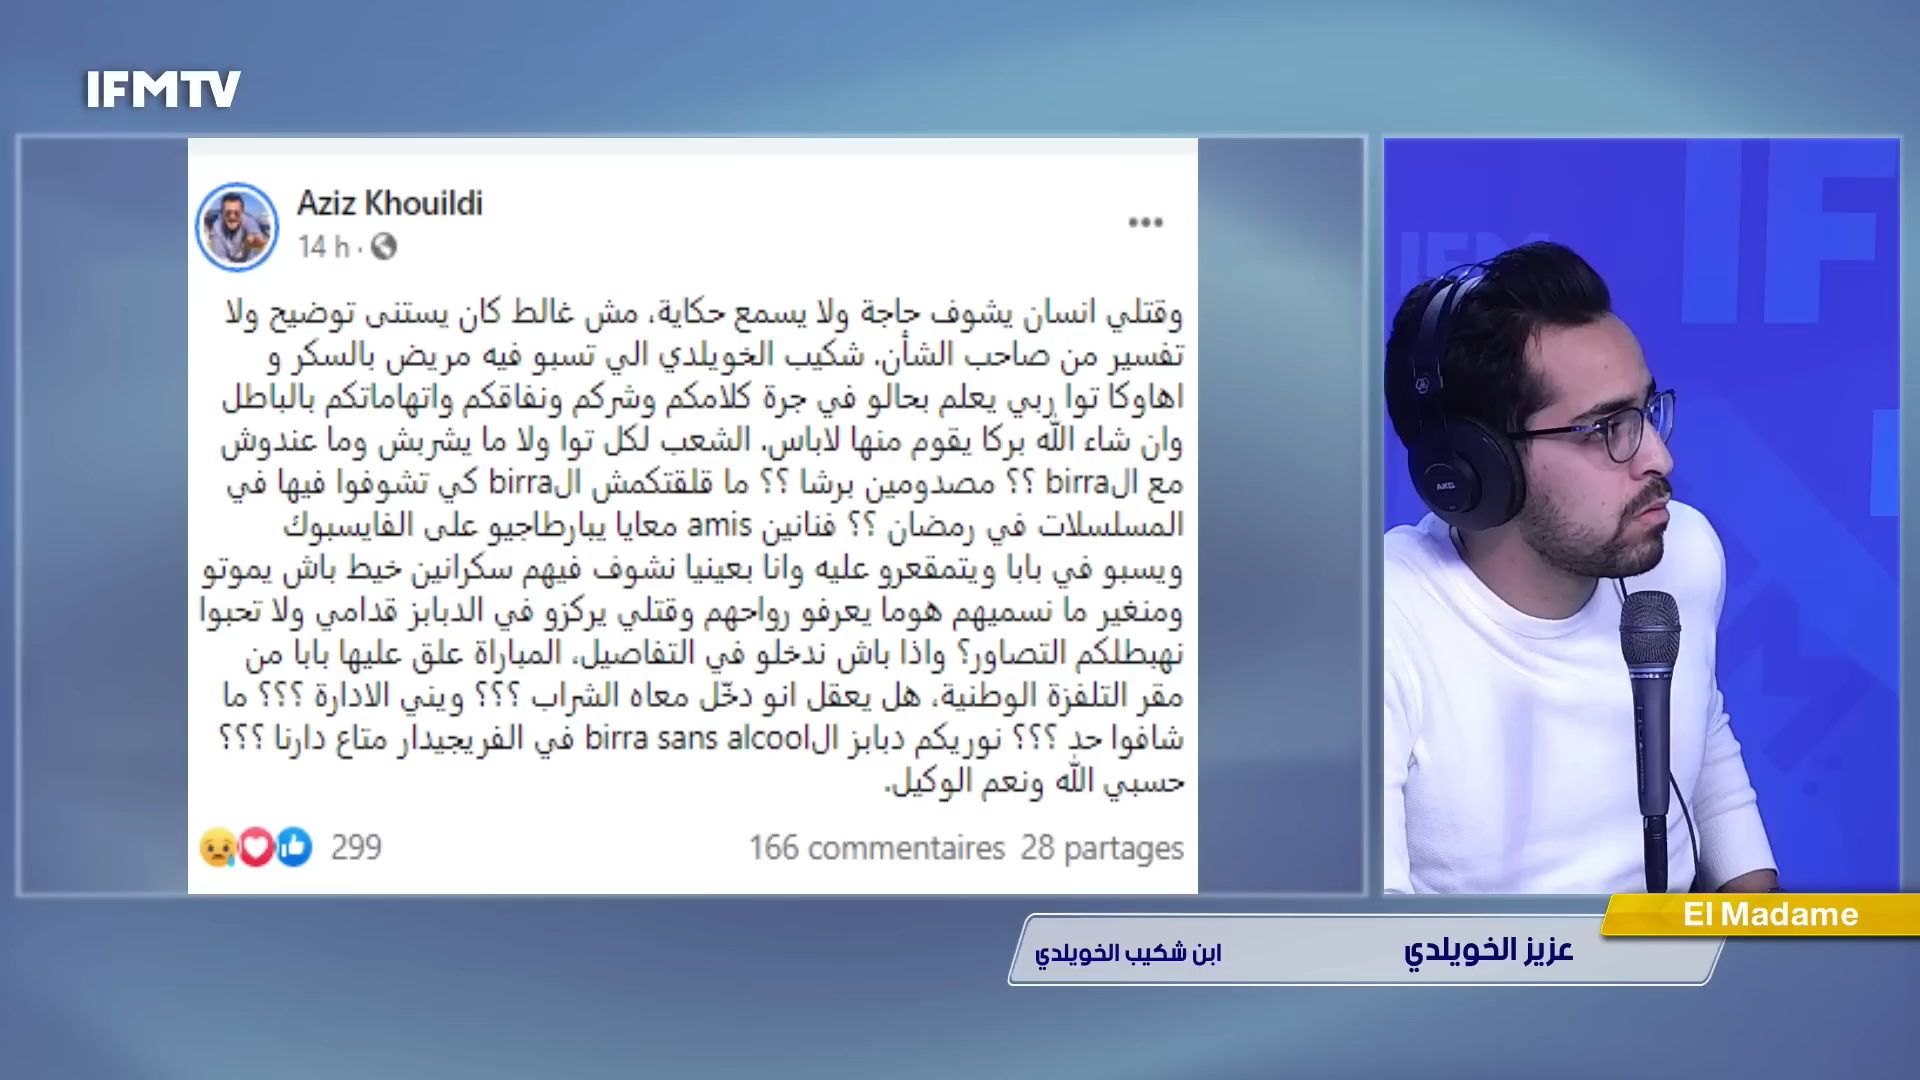 IFMTV
Aziz Khouildi
14 h ·
وقتلي انسان يشوف حاجة ولا يسمع حكاية، مش غالط كان يستنى توضيح ولا
تفسير من صاحب الشأن. شكيب الخويلدي الي تسبو فيه مريض بالسكر و
اهاوكا توا ربي يعلم بحالو في جرة كلامكم وشركم ونفاقكم واتهاماتكم بالباطل
وان شاء الله بركا يقوم منها لاباس. الشعب لكل توا ولا ما يشربش وما عندوش
مع الbirra ؟؟ مصدومين برشا ؟؟ ما قلقتكمش الbirra كي تشوفوا فيها في
المسلسلات في رمضان ؟؟ فنانين amis معايا يبارطاجيو على الفايسبوك
ويسبو في بابا ويتمقعرو عليه وانا بعينيا نشوف فيهم سكرانين خيط باش يموتو
ومنغير ما نسميهم هوما يعرفو رواحهم وقتلي يركزو في الدبابز قدامي ولا تحبوا
نهبطلكم التصاور؟ واذا باش ندخلو في التفاصيل، المباراة علق عليها بابا من
مقر التلفزة الوطنية، هل يعقل انو دخّل معاه الشراب ؟؟؟ ويني الادارة ؟؟؟ ما
شافوا حد ؟؟؟ نوريكم دبابز الbirra sans alcool في الفريجيدار متاع دارنا ؟؟؟
حسبي الله ونعم الوكيل.
299
166 commentaires 28 partages
IFM
IF
AKG
El Madame
عزيز الخويلدي
ابن شكيب الخويلدي